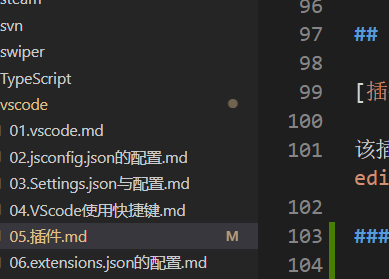 steam
svn
swiper
TypeScript
vscode
01.vscode.md
02.jsconfig.json的配置.md
03.Settings.json与配置.md
04.VScode使用快捷键.md
05.插件.md M
06.extensions.json的配置.md
96
97 ##
98
99 [插
100
101 该插
edi
102
103 ###
104